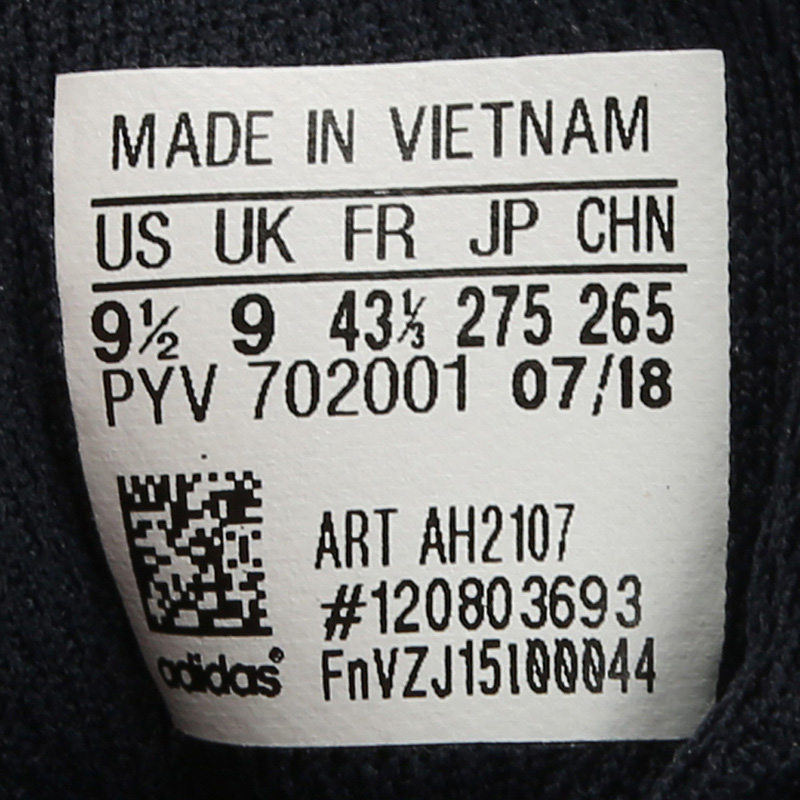 MADE IN VIETNAM
US UK FR JP CHN
9½ 9 43⅓ 275 265
PYV 702001 07/18
ART AH2107
#120803693
FnVZJ15l00044
adidas®